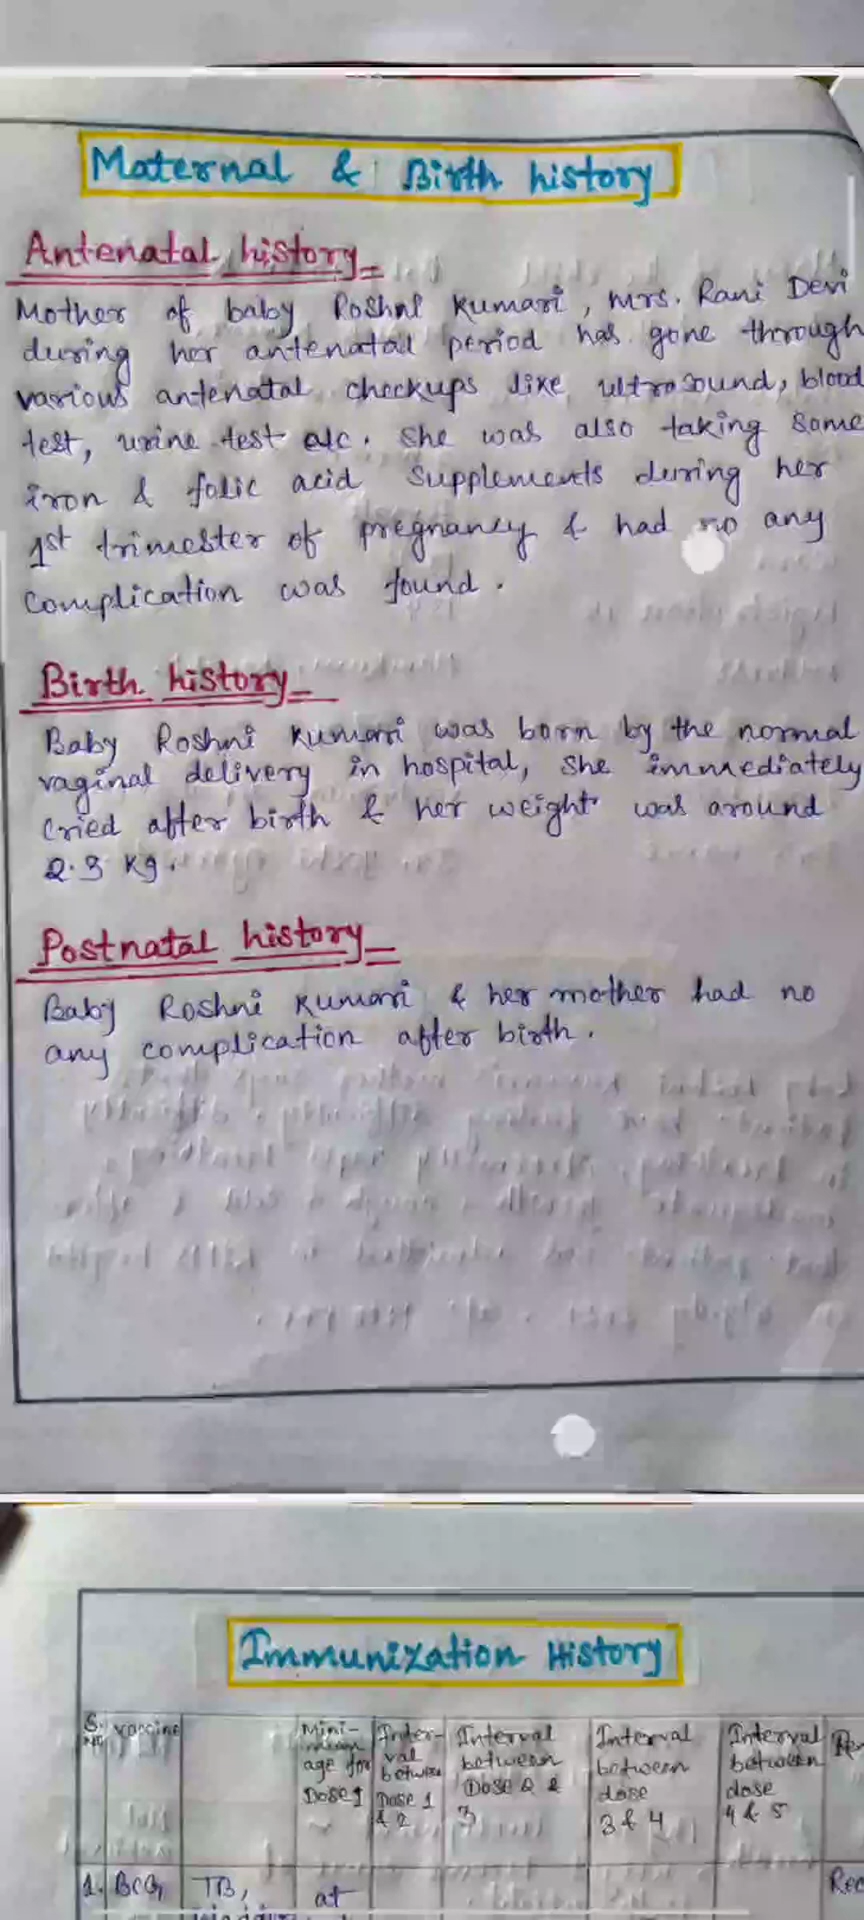 Maternal & Birth history
Antenatal history
Mother of baby Roshni Kumari, Mrs. Rani Devi
during her antenatal period has gone through
various antenatal checkups like ultrasound, blood
test, urine test etc. She was also taking some
iron & folic acid supplements during her
1st trimester of pregnancy & had no any
complication was found.
Birth history
Baby Roshni Kumari was born by the normal
vaginal delivery in hospital, she immediately
cried after birth & her weight was around
2.3 kg.
Postnatal history
Baby Roshni Kumari & her mother had no
any complication after birth.
Immunization History
S. No vaccine
Mini-mum age for Dose 1
Inter-val between Dose 1 & 2
Interval between Dose 2 & 3
Interval between dose 3 & 4
Interval between dose 4 & 5
1. BCG TB, at